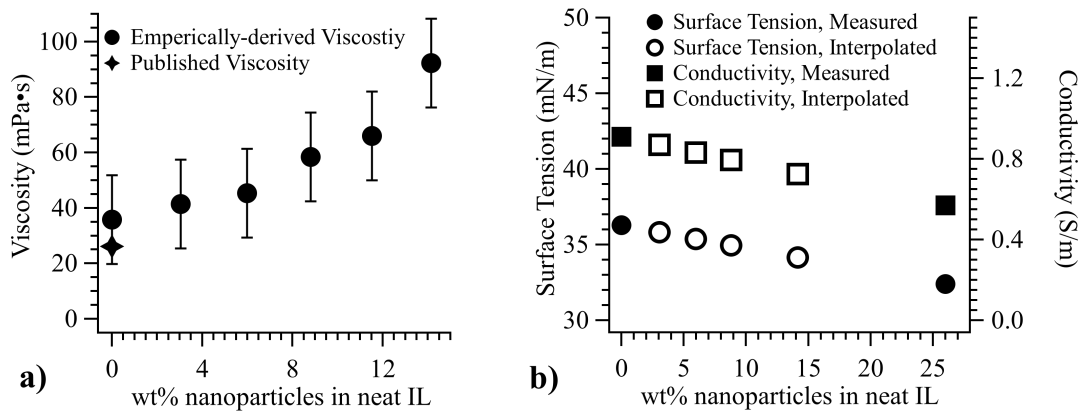 Emperically-derived Viscostiy
Published Viscosity
100
80
60
40
20
0
Viscosity (mPa•s)
0
4
8
12
wt% nanoparticles in neat IL
a)
Surface Tension, Measured
Surface Tension, Interpolated
Conductivity, Measured
Conductivity, Interpolated
50
45
40
35
30
Surface Tension (mN/m)
1.2
0.8
0.4
0.0
Conductivity (S/m)
0
5
10
15
20
25
wt% nanoparticles in neat IL
b)